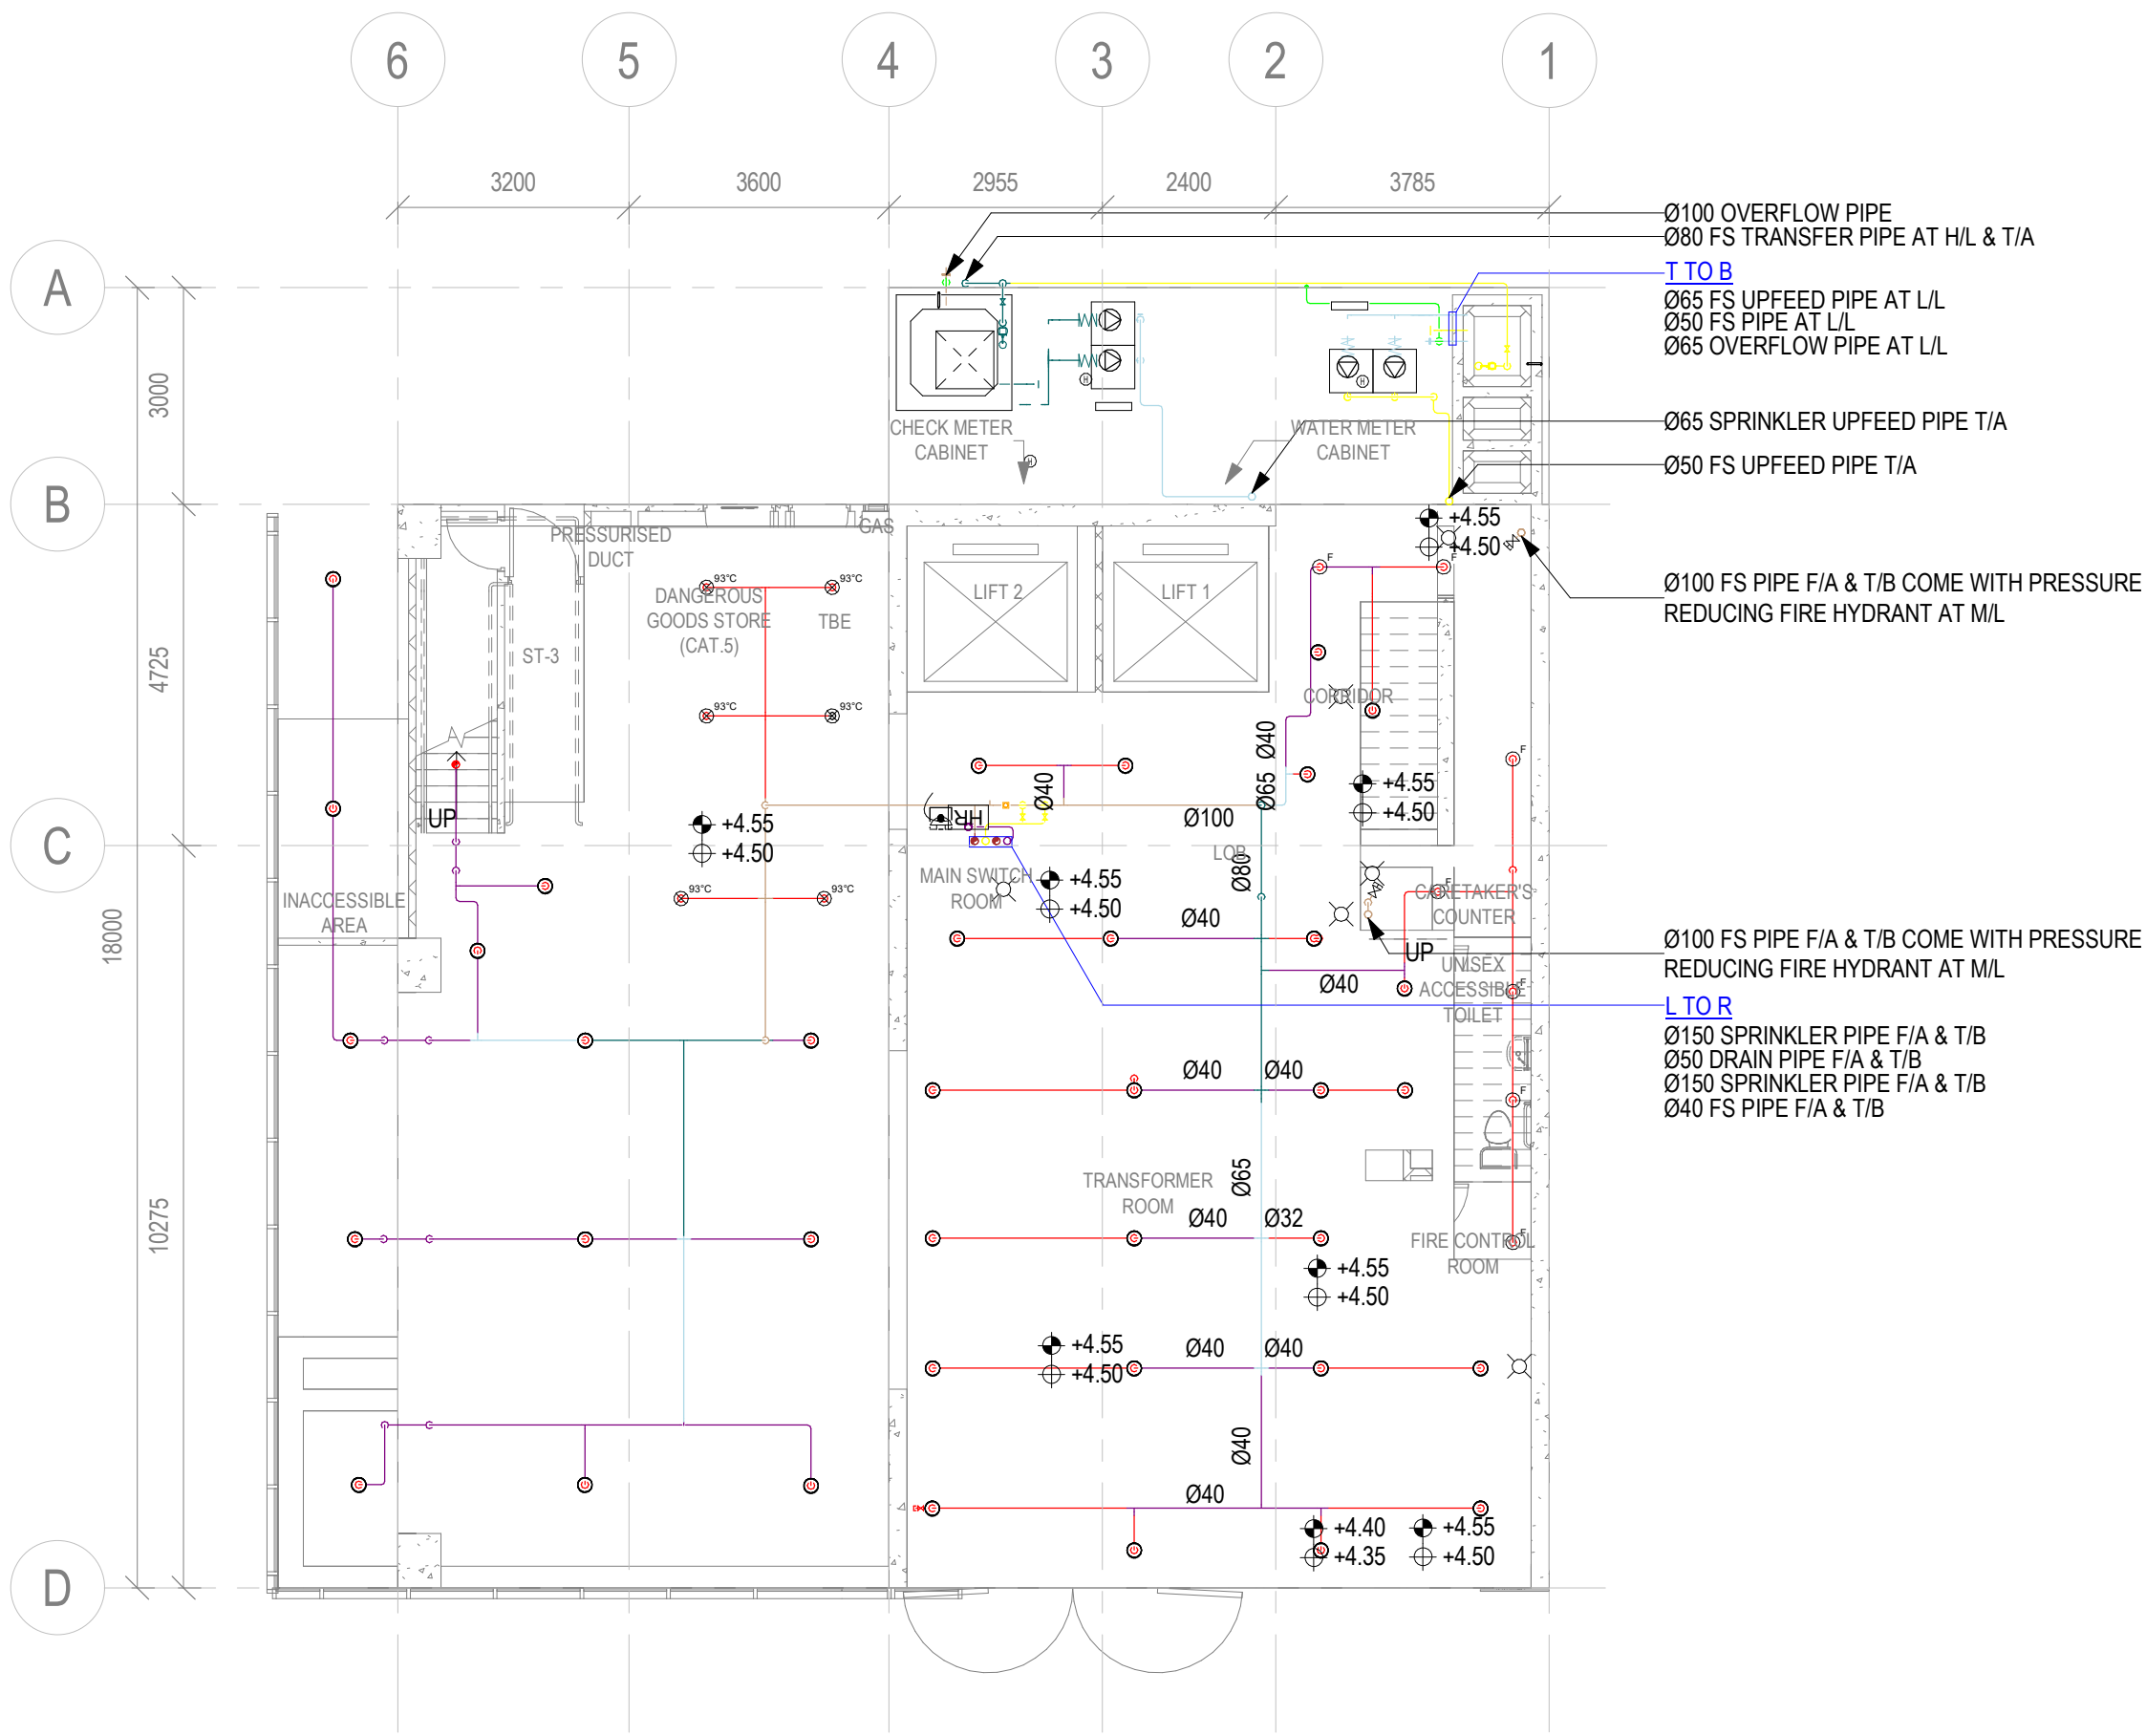 6
5
4
3
2
1
3200
3600
2955
2400
3785
A
B
C
D
3000
4725
18000
10275
Ø100 OVERFLOW PIPE
Ø80 FS TRANSFER PIPE AT H/L & T/A
T TO B
Ø65 FS UPFEED PIPE AT L/L
Ø50 FS PIPE AT L/L
Ø65 OVERFLOW PIPE AT L/L
Ø65 SPRINKLER UPFEED PIPE T/A
Ø50 FS UPFEED PIPE T/A
Ø100 FS PIPE F/A & T/B COME WITH PRESSURE
REDUCING FIRE HYDRANT AT M/L
Ø100 FS PIPE F/A & T/B COME WITH PRESSURE
REDUCING FIRE HYDRANT AT M/L
L TO R
Ø150 SPRINKLER PIPE F/A & T/B
Ø50 DRAIN PIPE F/A & T/B
Ø150 SPRINKLER PIPE F/A & T/B
Ø40 FS PIPE F/A & T/B
CHECK METER
CABINET
H
H
H
WATER METER
CABINET
PRESSURISED
DUCT
GAS
ST-3
93°C
93°C
DANGEROUS
GOODS STORE
(CAT.5)
TBE
93°C
93°C
LIFT 2
LIFT 1
+4.55
+4.50
F
F
CORRIDOR
F
Ø65 Ø40
Ø40
+4.55
+4.50
UP
+4.55
+4.50
HR
Ø100
LOB
Ø80
MAIN SWITCH
ROOM
+4.55
+4.50
93°C
93°C
INACCESSIBLE
AREA
F
CARETAKER'S
COUNTER
Ø40
UP
UNISEX
ACCESSIBLE
TOILET
F
Ø40
Ø40
Ø40
F
Ø65
TRANSFORMER
ROOM
Ø40
Ø32
FIRE CONTROL
ROOM
F
+4.55
+4.50
+4.55
+4.50
Ø40
Ø40
Ø40
Ø40
+4.40
+4.35
+4.55
+4.50